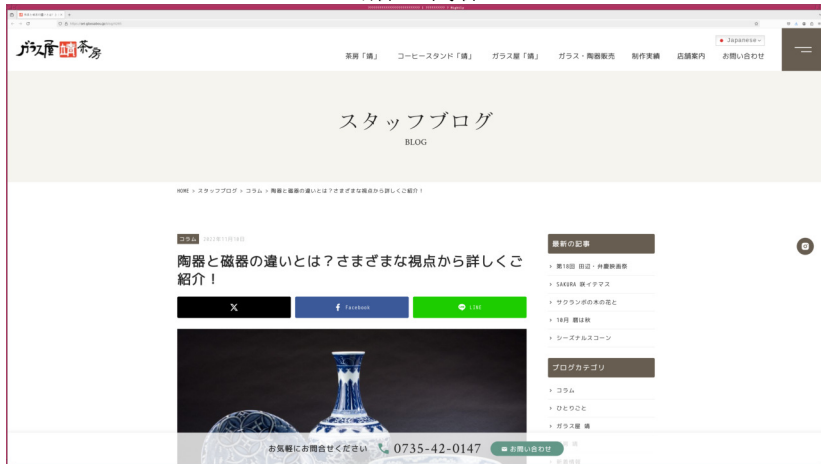 ガラス屋 靖 茶房
Japanese
茶房「靖」
コーヒースタンド「靖」
ガラス屋「靖」
ガラス・陶器販売
制作実績
店舗案内
お問い合わせ
スタッフブログ
BLOG
HOME > スタッフブログ > コラム > 陶器と磁器の違いとは？さまざまな視点から詳しくご紹介！
コラム
陶器と磁器の違いとは？さまざまな視点から詳しくご
紹介！
Facebook
LINE
最新の記事
第18回 田辺・弁慶映画祭
SAKURA 咲イテマス
サクランボの木の花と
シーズナルスコーン
ブログカテゴリ
コラム
ひとりごと
ガラス屋 靖
お気軽にお問合せください
0735-42-0147
お問い合わせ